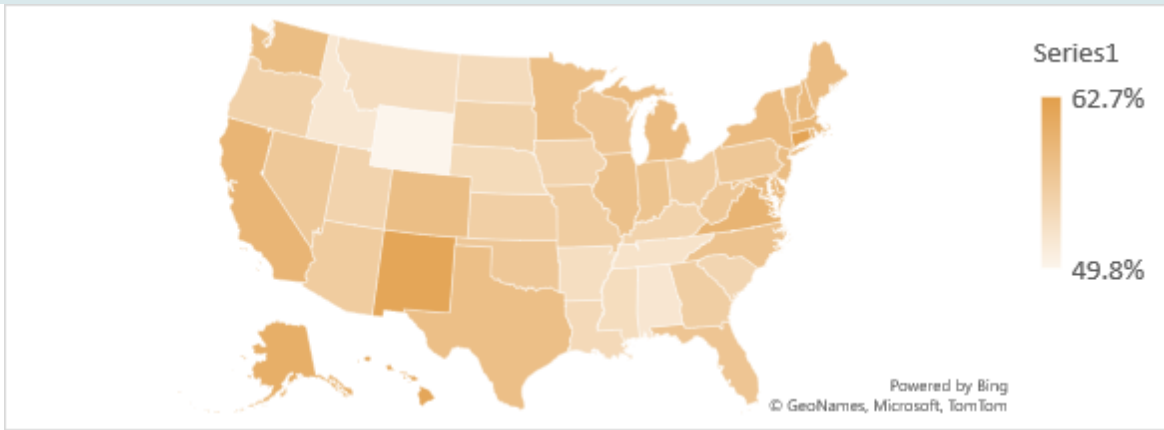 Series1
62.7%
49.8%
Powered by Bing
© GeoNames, Microsoft, TomTom